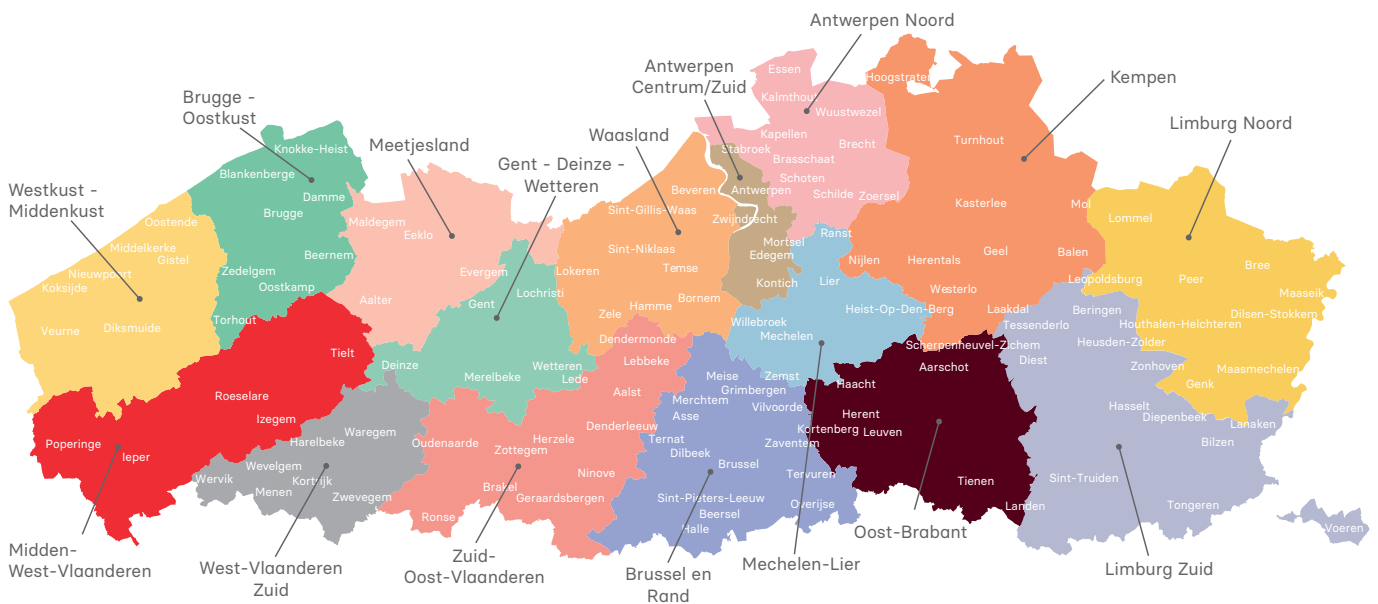 Antwerpen Noord
Antwerpen
Centrum/Zuid
Kempen
Brugge -
Oostkust
Limburg Noord
Waasland
Meetjesland
Gent - Deinze -
Wetteren
Westkust -
Middenkust
Essen
Hoogstraten
Kalmthout
Wuustwezel
Kapellen
Turnhout
Brecht
Knokke-Heist
Stabroek
Brasschaat
Blankenberge
Schoten
Beveren
Antwerpen
Schilde
Zoersel
Damme
Kasterlee
Mol
Brugge
Sint-Gillis-Waas
Zwijndrecht
Lommel
Oostende
Maldegem
Eeklo
Ranst
Mortsel
Middelkerke
Sint-Niklaas
Edegem
Geel
Balen
Beernem
Gistel
Nijlen
Herentals
Bree
Nieuwpoort
Zedelgem
Evergem
Lokeren
Temse
Koksijde
Oostkamp
Lochristi
Kontich
Lier
Leopoldsburg
Peer
Westerlo
Maaseik
Aalter
Gent
Bornem
Hamme
Zele
Heist-Op-Den-Berg
Laakdal
Beringen
Dilsen-Stokkem
Torhout
Willebroek
Tessenderlo
Houthalen-Helchteren
Veurne
Diksmuide
Mechelen
Dendermonde
Scherpenheuvel-Zichem
Heusden-Zolder
Tielt
Lebbeke
Diest
Deinze
Wetteren
Aarschot
Zonhoven
Maasmechelen
Merelbeke
Lede
Meise
Zemst
Haacht
Genk
Roeselare
Aalst
Grimbergen
Merchtem
Vilvoorde
Hasselt
Izegem
Asse
Herent
Diepenbeek
Denderleeuw
Kortenberg
Leuven
Lanaken
Waregem
Poperinge
Harelbeke
Oudenaarde
Herzele
Ternat
Zaventem
Bilzen
Ieper
Zottegem
Dilbeek
Wevelgem
Brussel
Wervik
Kortrijk
Ninove
Tervuren
Tienen
Sint-Truiden
Menen
Brakel
Zwevegem
Geraardsbergen
Sint-Pieters-Leeuw
Overijse
Landen
Tongeren
Ronse
Beersel
Halle
Voeren
Midden-
West-Vlaanderen
West-Vlaanderen
Zuid
Zuid-
Oost-Vlaanderen
Brussel en
Rand
Mechelen-Lier
Oost-Brabant
Limburg Zuid